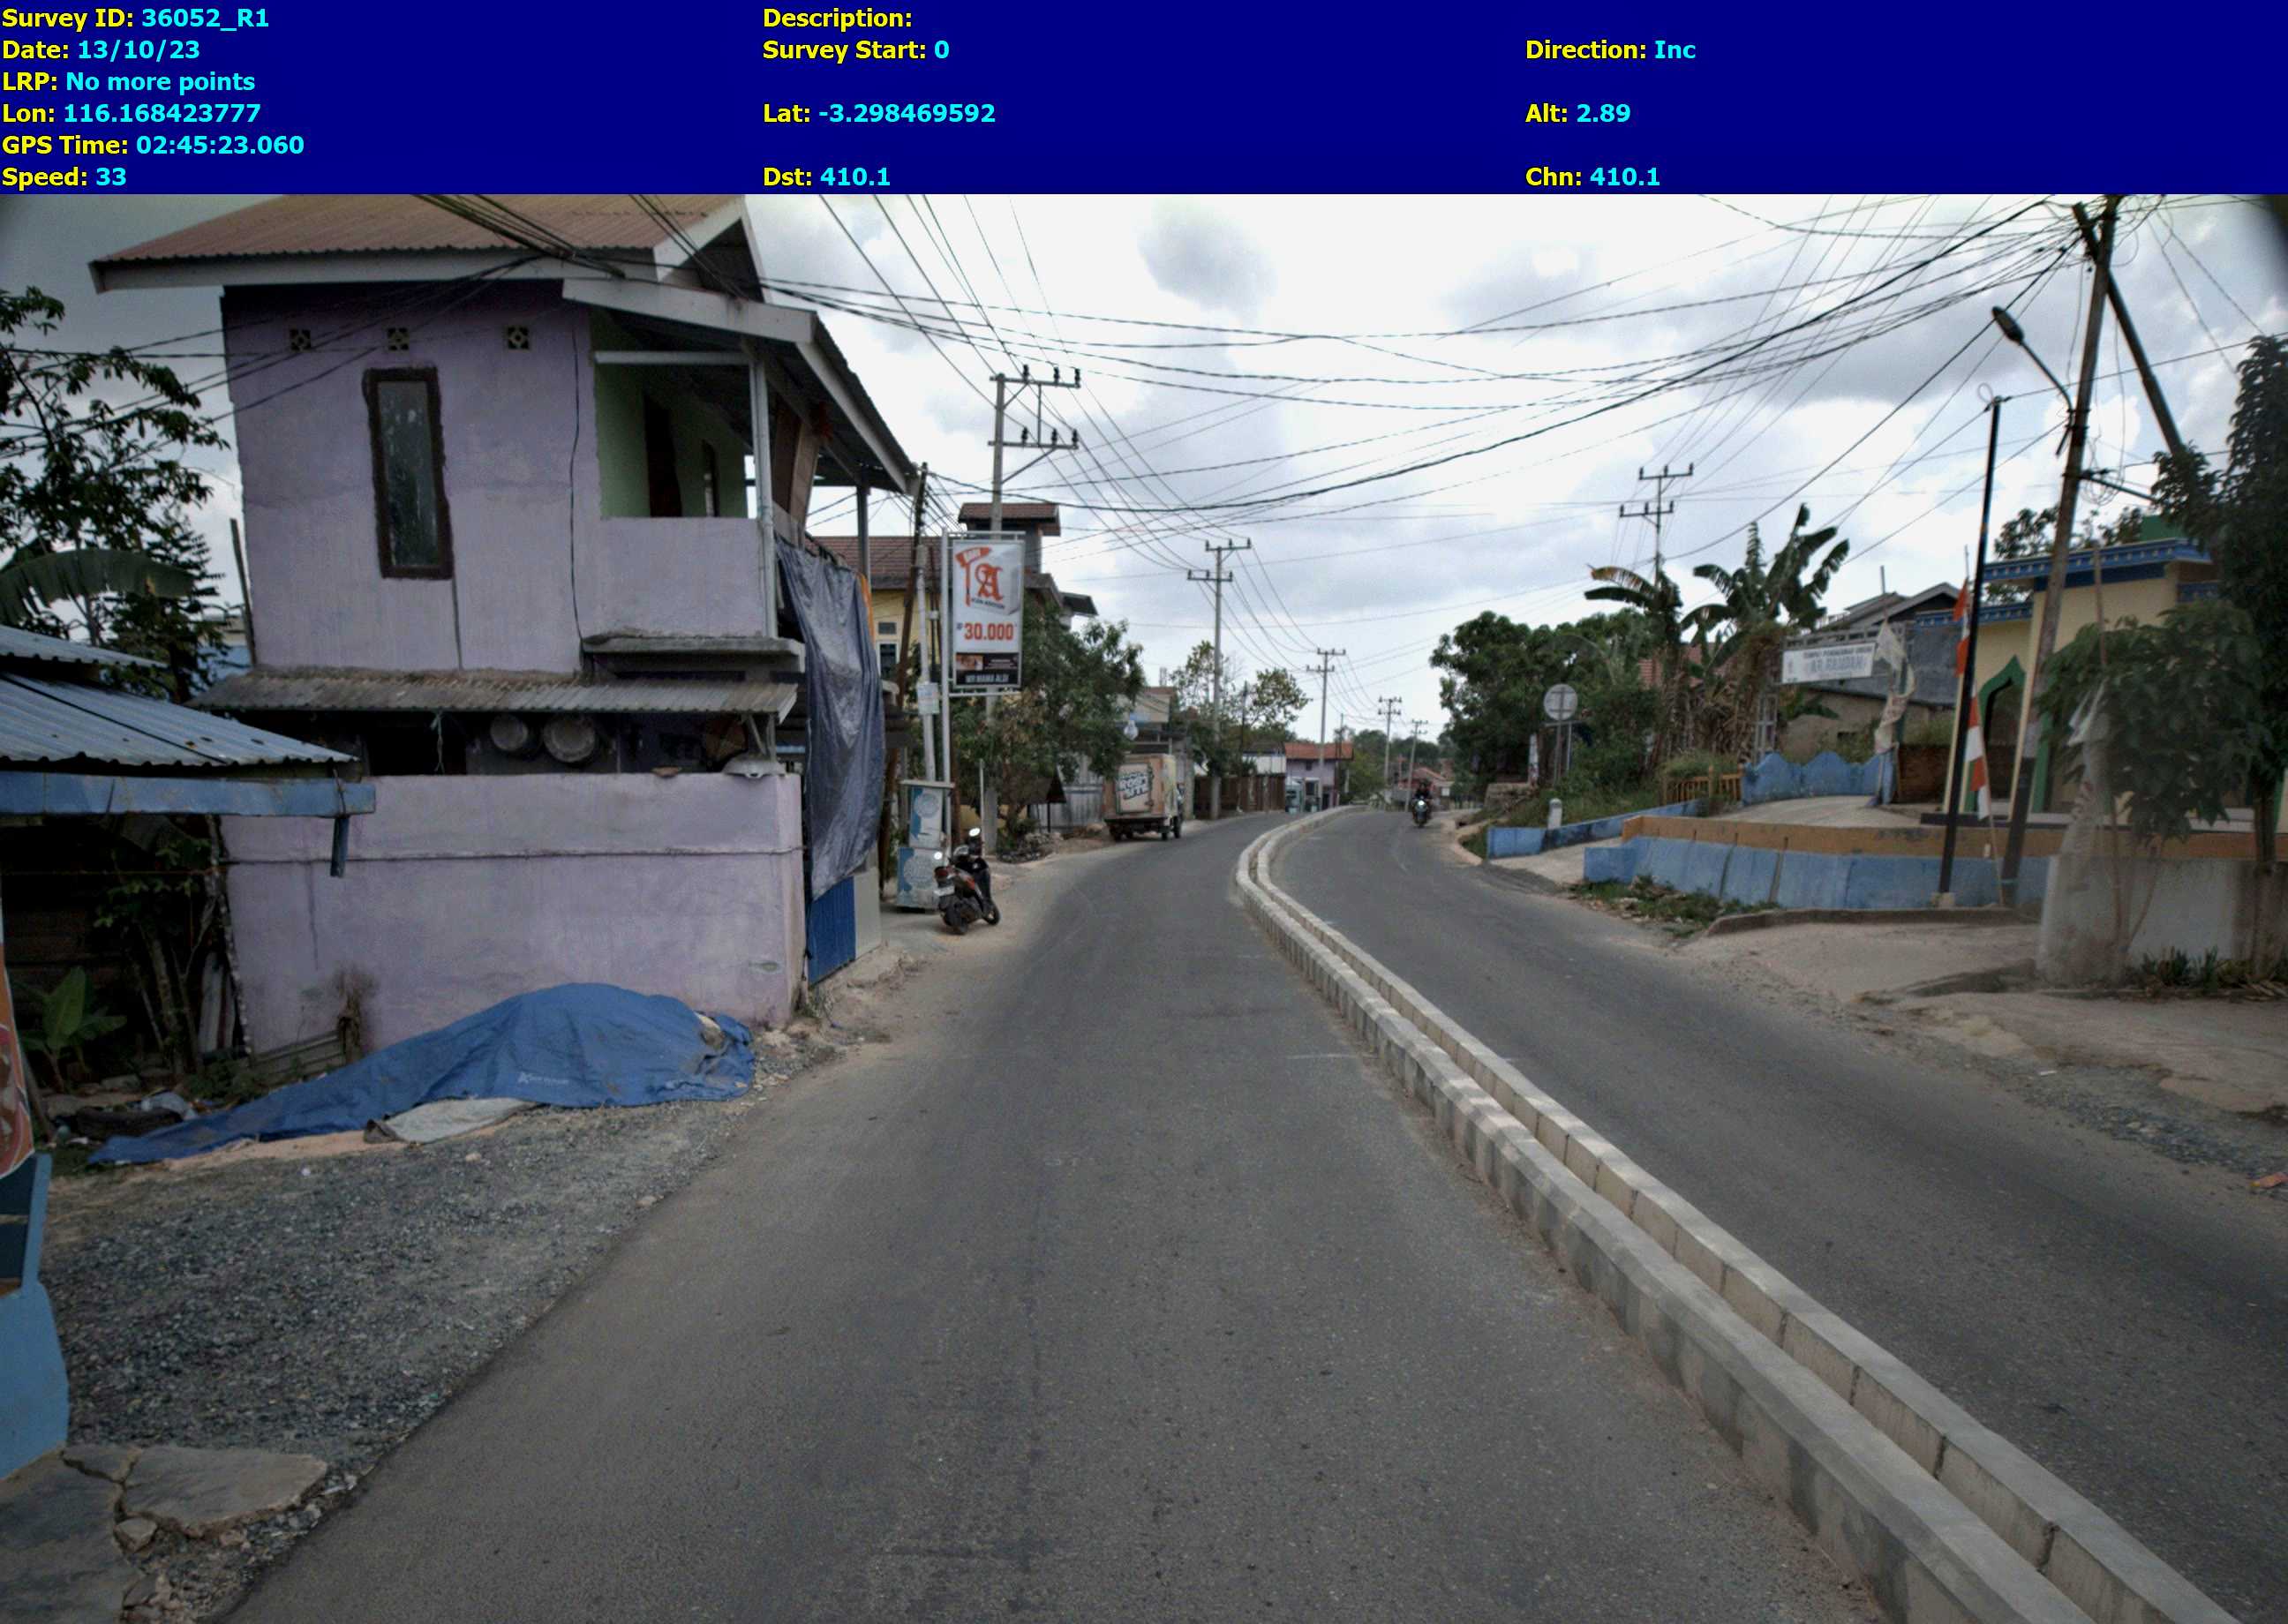 Survey ID: 36052_R1
Description:
Date: 13/10/23
Survey Start: 0
Direction: Inc
LRP: No more points
Lon: 116.168423777
Lat: -3.298469592
Alt: 2.89
GPS Time: 02:45:23.060
Speed: 33
Dst: 410.1
Chn: 410.1
30.000